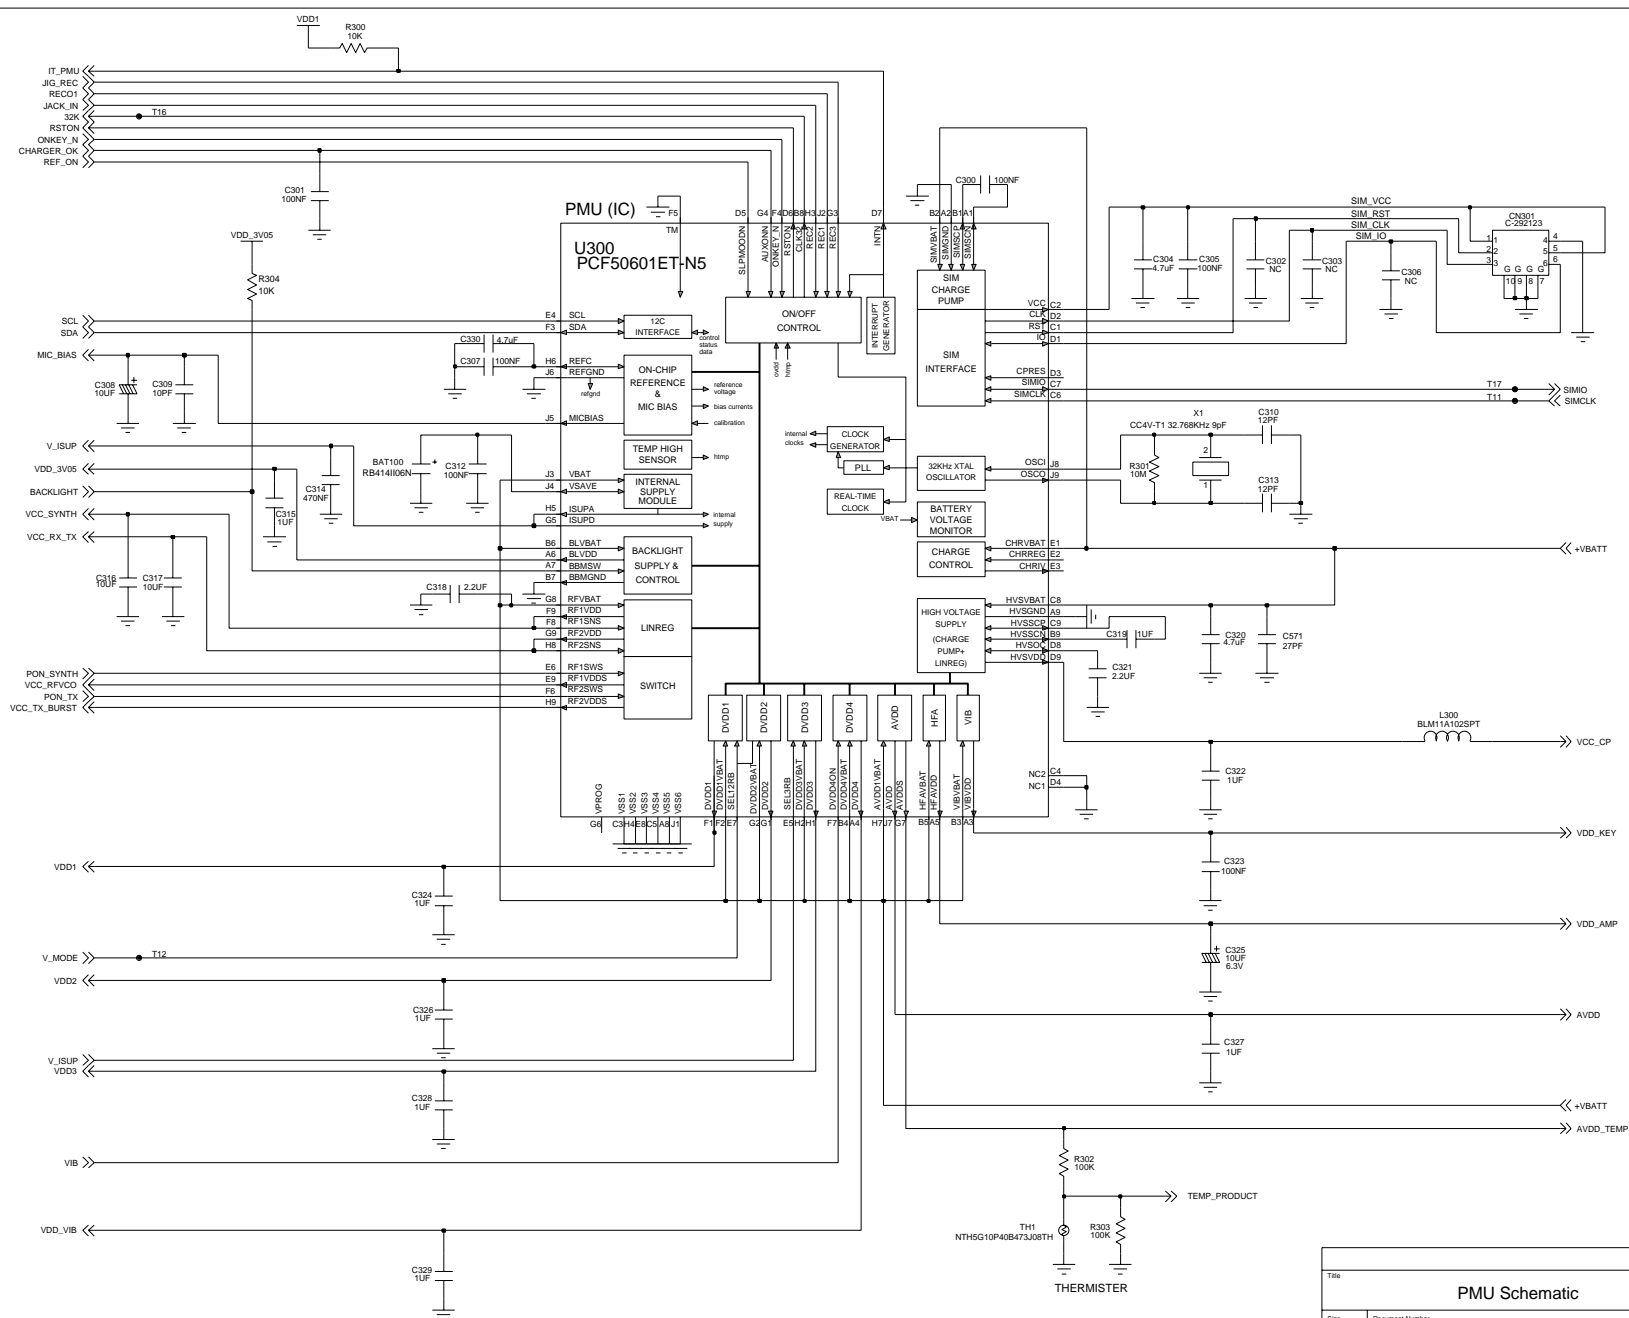 VDD1
R300
10K
IT_PMU
JIG_REC
RECO1
JACK_IN
32K
T16
RSTON
ONKEY_N
CHARGER_OK
REF_ON
C301
100NF
VDD_3V05
R304
10K
PMU (IC)
U300
PCF50601ET-N5
F5
TM
D5 G4 F4 D6 B8 H3 J2 G3
D7
SLPMOODN
AUXONN
ONKEY_N
RSTON
CLK32
REC2
REC1
REC3
INTN
C300
100NF
B2 A2 B1 A1
SIMVBAT
SIMGND
SIMSCP
SIMSCN
SIM
CHARGE
PUMP
ON/OFF
CONTROL
INTERRUPT
GENERATOR
ovdd
htmp
SIM_VCC
SIM_RST
SIM_CLK
SIM_IO
CN301
C-292123
1
2
3
4
5
6
G G G G
10 9 8 7
C304
4.7uF
C305
100NF
C302
NC
C303
NC
C306
NC
VCC C2
CLK D2
RST C1
IO D1
SIM
INTERFACE
CPRES D3
SIMIO C7
SIMCLK C6
T17
T11
SIMIO
SIMCLK
SCL
SDA
E4 SCL
F3 SDA
12C
INTERFACE
control
status
data
MIC_BIAS
C308
10UF
C309
10PF
C330
4.7uF
C307
100NF
H6 REFC
J6 REFGND
refgnd
J5 MICBIAS
ON-CHIP
REFERENCE
&
MIC BIAS
reference
voltage
bias currents
calibration
TEMP HIGH
SENSOR
htmp
V_ISUP
VDD_3V05
BACKLIGHT
VCC_SYNTH
VCC_RX_TX
C314
470NF
C315
1UF
BAT100
RB414II06N
C312
100NF
J3 VBAT
J4 VSAVE
H5 ISUPA
G5 ISUPD
INTERNAL
SUPPLY
MODULE
internal
supply
internal
clocks
CLOCK
GENERATOR
PLL
REAL-TIME
CLOCK
32KHz XTAL
OSCILLATOR
OSCI J8
OSCO J9
X1
CC4V-T1 32.768KHz 9pF
2
1
R301
10M
C310
12PF
C313
12PF
VBAT
BATTERY
VOLTAGE
MONITOR
CHARGE
CONTROL
CHRVBAT E1
CHRREG E2
CHRIV E3
+VBATT
C316
10UF
C317
10UF
C318
2.2UF
B6 BLVBAT
A6 BLVDD
A7 BBMSW
B7 BBMGND
BACKLIGHT
SUPPLY &
CONTROL
G8 RFVBAT
F9 RF1VDD
F8 RF1SNS
G9 RF2VDD
H8 RF2SNS
LINREG
HIGH VOLTAGE
SUPPLY
(CHARGE
PUMP+
LINREG)
HVSVBAT C8
HVSGND A9
HVSSCP C9
HVSSCN B9
HVSOC D8
HVSVDD D9
C319
1UF
C320
4.7uF
C571
27PF
C321
2.2UF
PON_SYNTH
VCC_RFVCO
PON_TX
VCC_TX_BURST
E6 RF1SWS
E9 RF1VDDS
F6 RF2SWS
H9 RF2VDDS
SWITCH
DVDD1
DVDD2
DVDD3
DVDD4
AVDD
HFA
VIB
L300
BLM11A102SPT
VCC_CP
C322
1UF
NC2 C4
NC1 D4
VPROG
VSS1
VSS2
VSS3
VSS4
VSS5
VSS6
DVDD1
DVDD1VBAT
SEL12RB
DVDD2VBAT
DVDD2
SEL3RB
DVDD3VBAT
DVDD3
DVDD4ON
DVDD4VBAT
DVDD4
AVDD1VBAT
AVDD
AVDDS
HFAVBAT
HFAVDD
VIBVBAT
VIBVDD
G6 C3 H4 E8 C5 A8 J1 F1 F2 E7 G2 G1 E5 H2 H1 F7 B4 A4 H7 J7 G7 B5 A5 B3 A3
VDD_KEY
VDD1
C324
1UF
C323
100NF
VDD_AMP
V_MODE
T12
C325
10UF
6.3V
VDD2
C326
1UF
AVDD
C327
1UF
V_ISUP
VDD3
C328
1UF
+VBATT
AVDD_TEMP
VIB
R302
100K
TEMP_PRODUCT
VDD_VIB
TH1
NTH5G10P40B473J08TH
R303
100K
C329
1UF
THERMISTER
Title
PMU Schematic